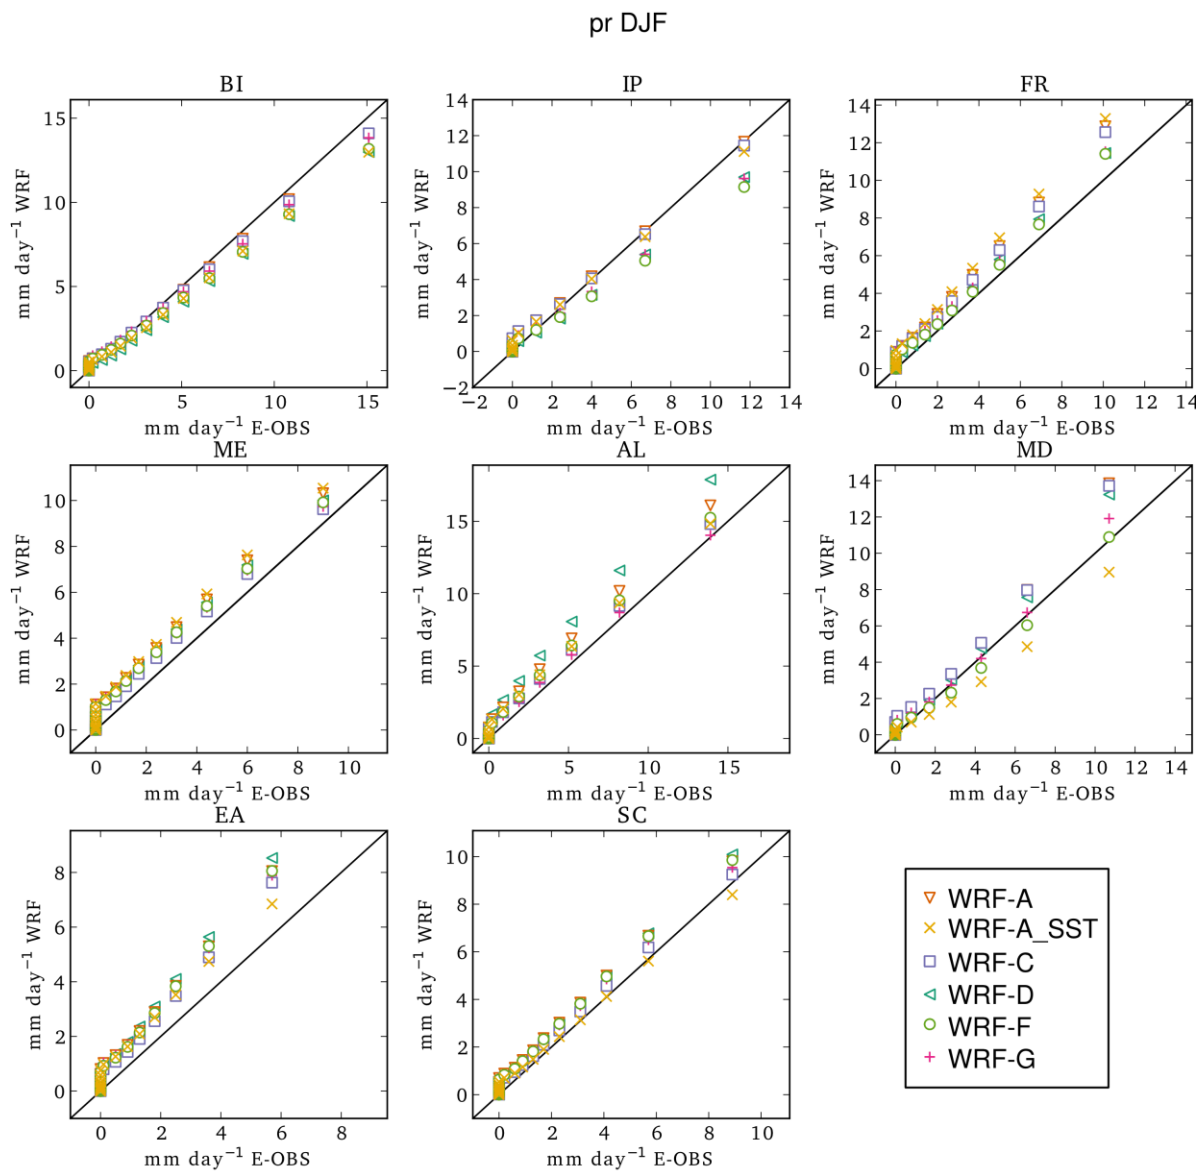 pr DJF
BI
mm day⁻¹ WRF
15
10
5
0
0 5 10 15
mm day⁻¹ E-OBS
IP
mm day⁻¹ WRF
14
12
10
8
6
4
2
0
−2
−2 0 2 4 6 8 10 12 14
mm day⁻¹ E-OBS
FR
mm day⁻¹ WRF
14
12
10
8
6
4
2
0
0 2 4 6 8 10 12 14
mm day⁻¹ E-OBS
ME
mm day⁻¹ WRF
10
8
6
4
2
0
0 2 4 6 8 10
mm day⁻¹ E-OBS
AL
mm day⁻¹ WRF
15
10
5
0
0 5 10 15
mm day⁻¹ E-OBS
MD
mm day⁻¹ WRF
14
12
10
8
6
4
2
0
0 2 4 6 8 10 12 14
mm day⁻¹ E-OBS
EA
mm day⁻¹ WRF
8
6
4
2
0
0 2 4 6 8
mm day⁻¹ E-OBS
SC
mm day⁻¹ WRF
10
8
6
4
2
0
0 2 4 6 8 10
mm day⁻¹ E-OBS
WRF-A
WRF-A_SST
WRF-C
WRF-D
WRF-F
WRF-G